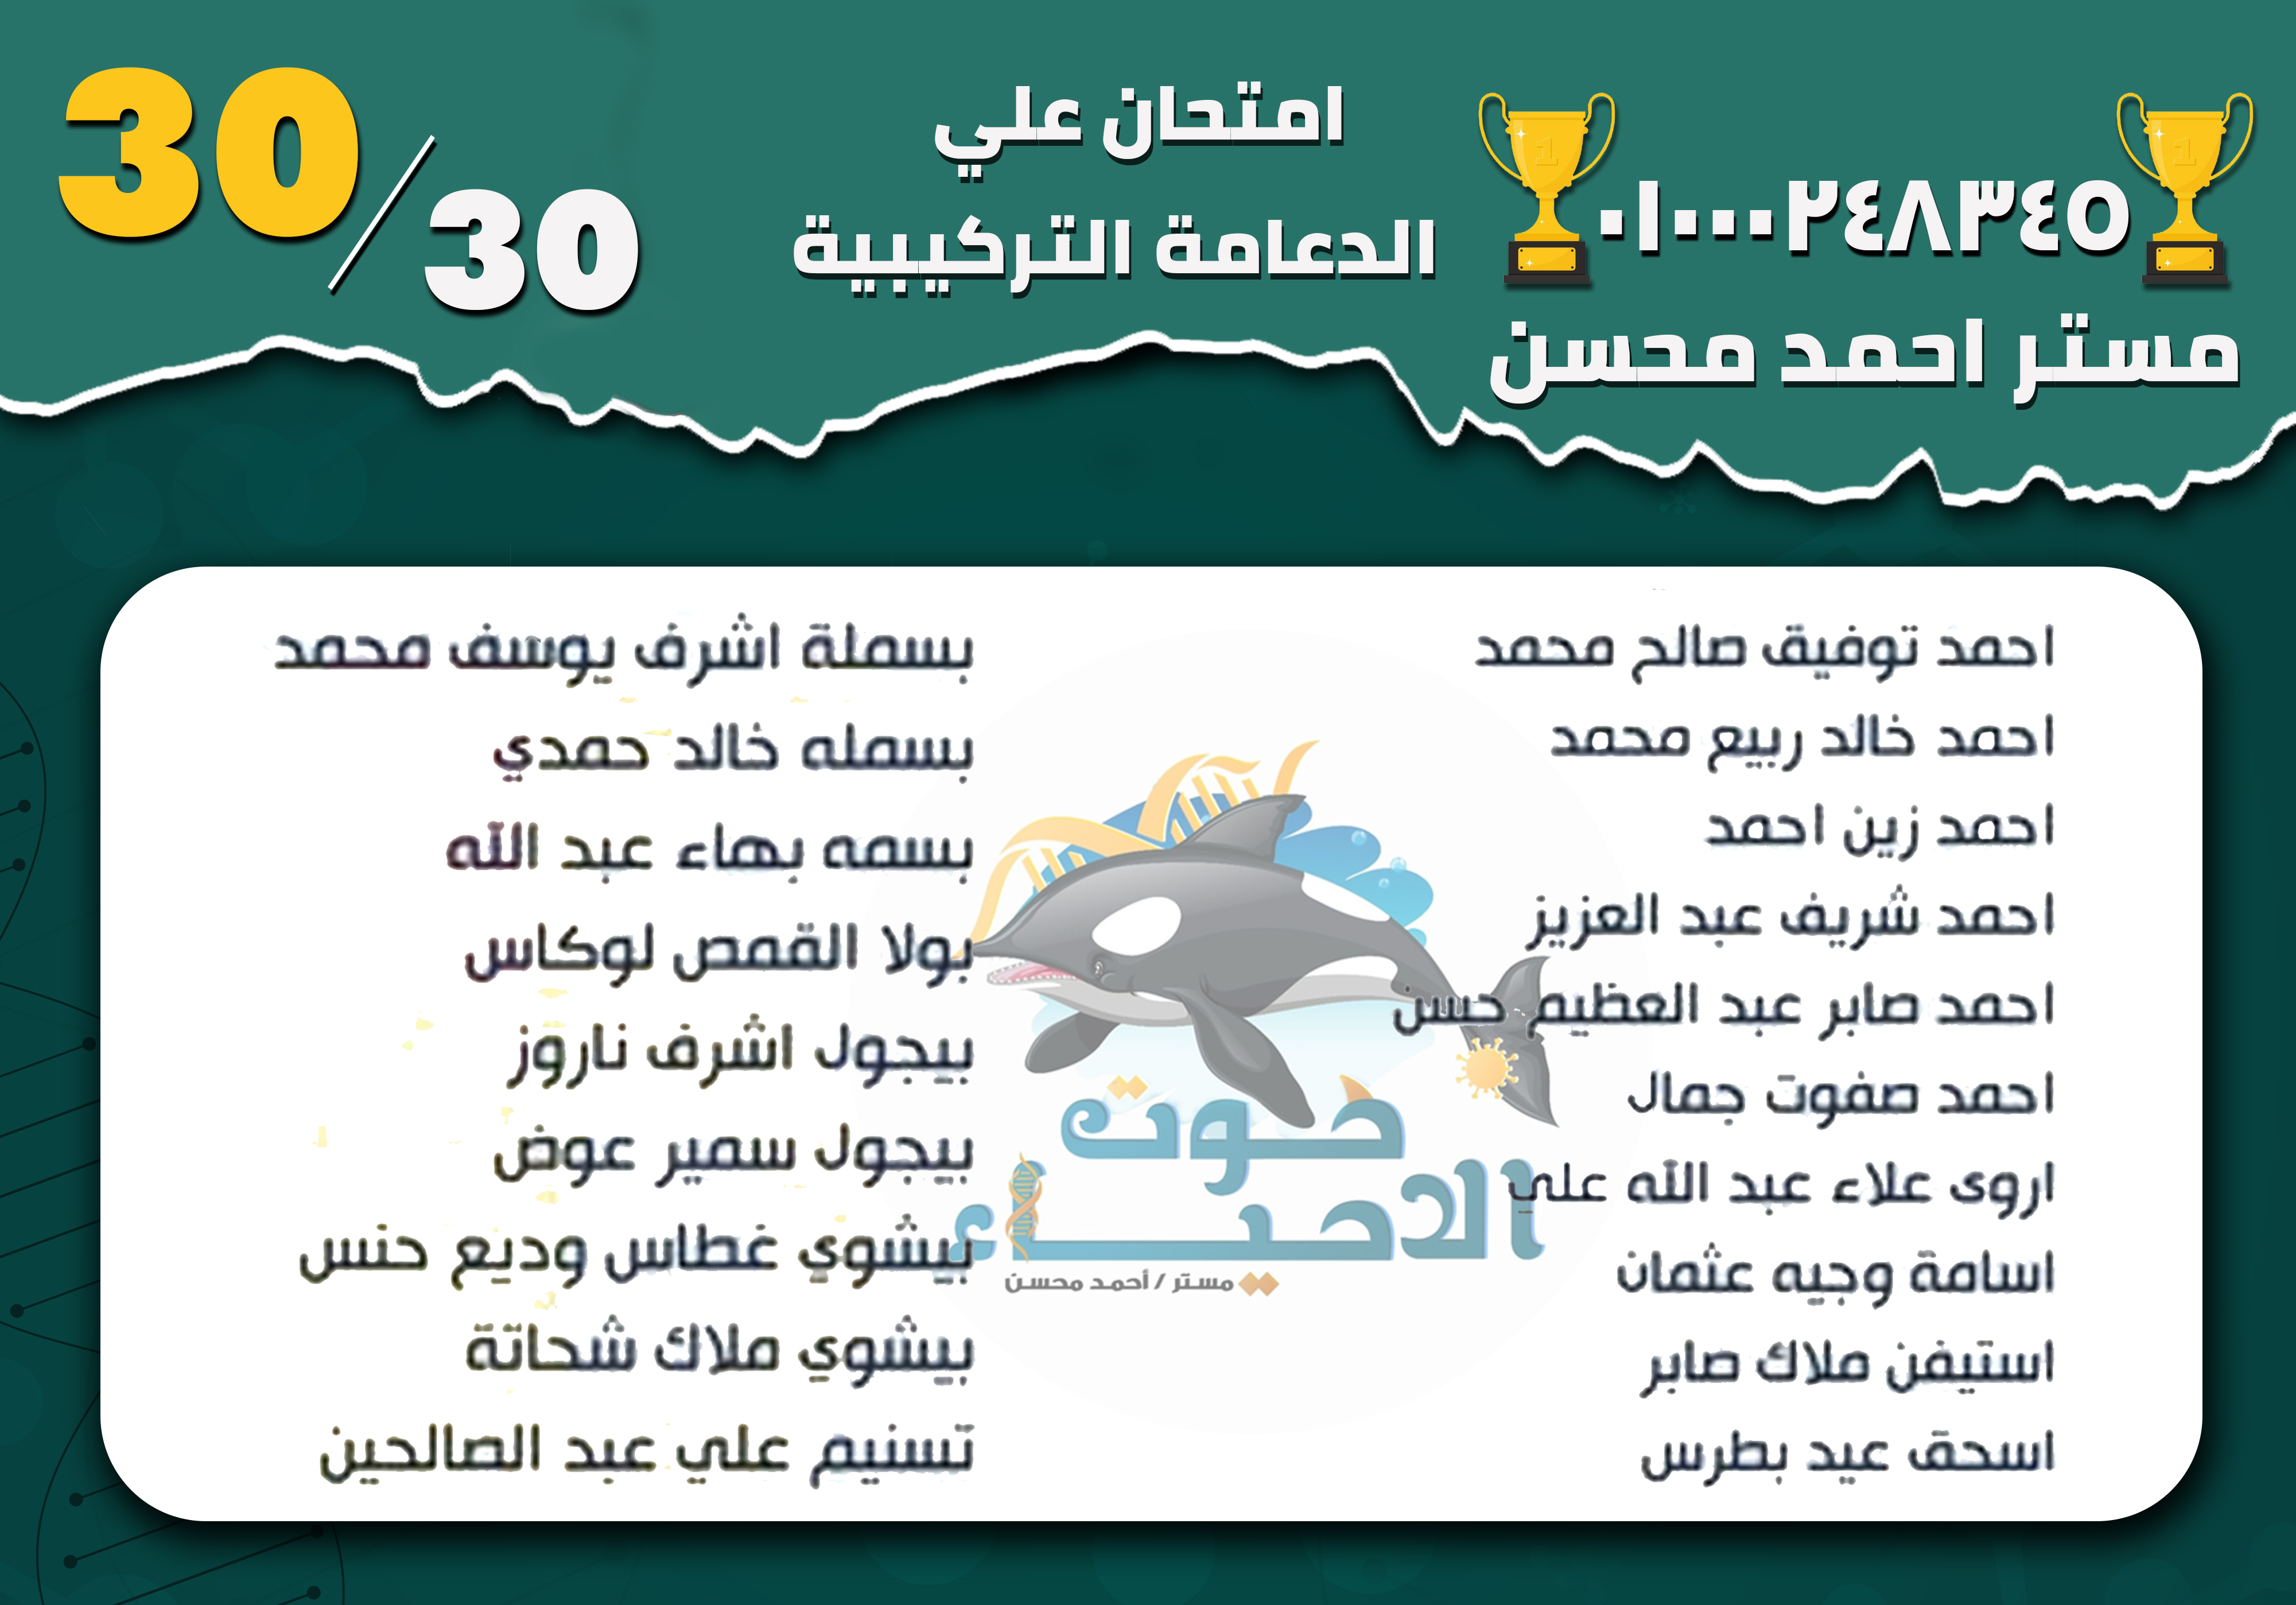 30/30
امتحان علي
الدعامة التركيبية
٠١٠٠٠٢٤٨٣٤٥
مستر احمد محسن
احمد توفيق صالح محمد
احمد خالد ربيع محمد
احمد زين احمد
احمد شريف عبد العزيز
احمد صابر عبد العظيم حسن
احمد صفوت جمال
اروى علاء عبد الله علي
اسامة وجيه عثمان
استيفن ملاك صابر
اسحق عيد بطرس
بسملة اشرف يوسف محمد
بسمله خالد حمدي
بسمه بهاء عبد الله
بولا القمص لوكاس
بيجول اشرف ناروز
بيجول سمير عوض
بيشوي غطاس وديع حنس
بيشوي ملاك شحاتة
تسنيم علي عبد الصالحين
حوت
الاحياء
مستر / أحمد محسن
1
1